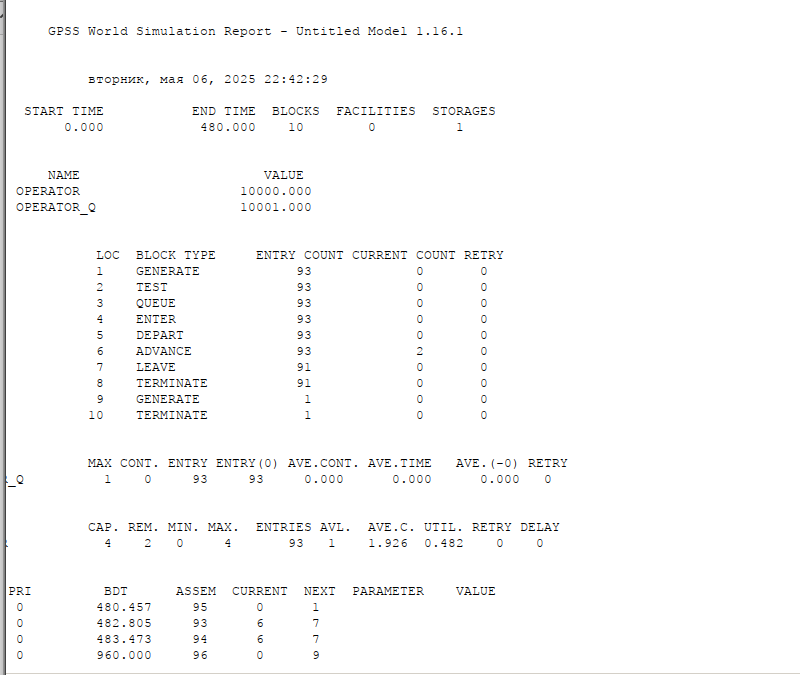 GPSS World Simulation Report - Untitled Model 1.16.1
вторник, мая 06, 2025 22:42:29
START TIME END TIME BLOCKS FACILITIES STORAGES
0.000 480.000 10 0 1
NAME VALUE
OPERATOR 10000.000
OPERATOR_Q 10001.000
LOC BLOCK TYPE ENTRY COUNT CURRENT COUNT RETRY
1 GENERATE 93 0 0
2 TEST 93 0 0
3 QUEUE 93 0 0
4 ENTER 93 0 0
5 DEPART 93 0 0
6 ADVANCE 93 2 0
7 LEAVE 91 0 0
8 TERMINATE 91 0 0
9 GENERATE 1 0 0
10 TERMINATE 1 0 0
MAX CONT. ENTRY ENTRY(0) AVE.CONT. AVE.TIME AVE.(-0) RETRY
_Q 1 0 93 93 0.000 0.000 0.000 0
CAP. REM. MIN. MAX. ENTRIES AVL. AVE.C. UTIL. RETRY DELAY
4 2 0 4 93 1 1.926 0.482 0 0
PRI BDT ASSEM CURRENT NEXT PARAMETER VALUE
0 480.457 95 0 1
0 482.805 93 6 7
0 483.473 94 6 7
0 960.000 96 0 9